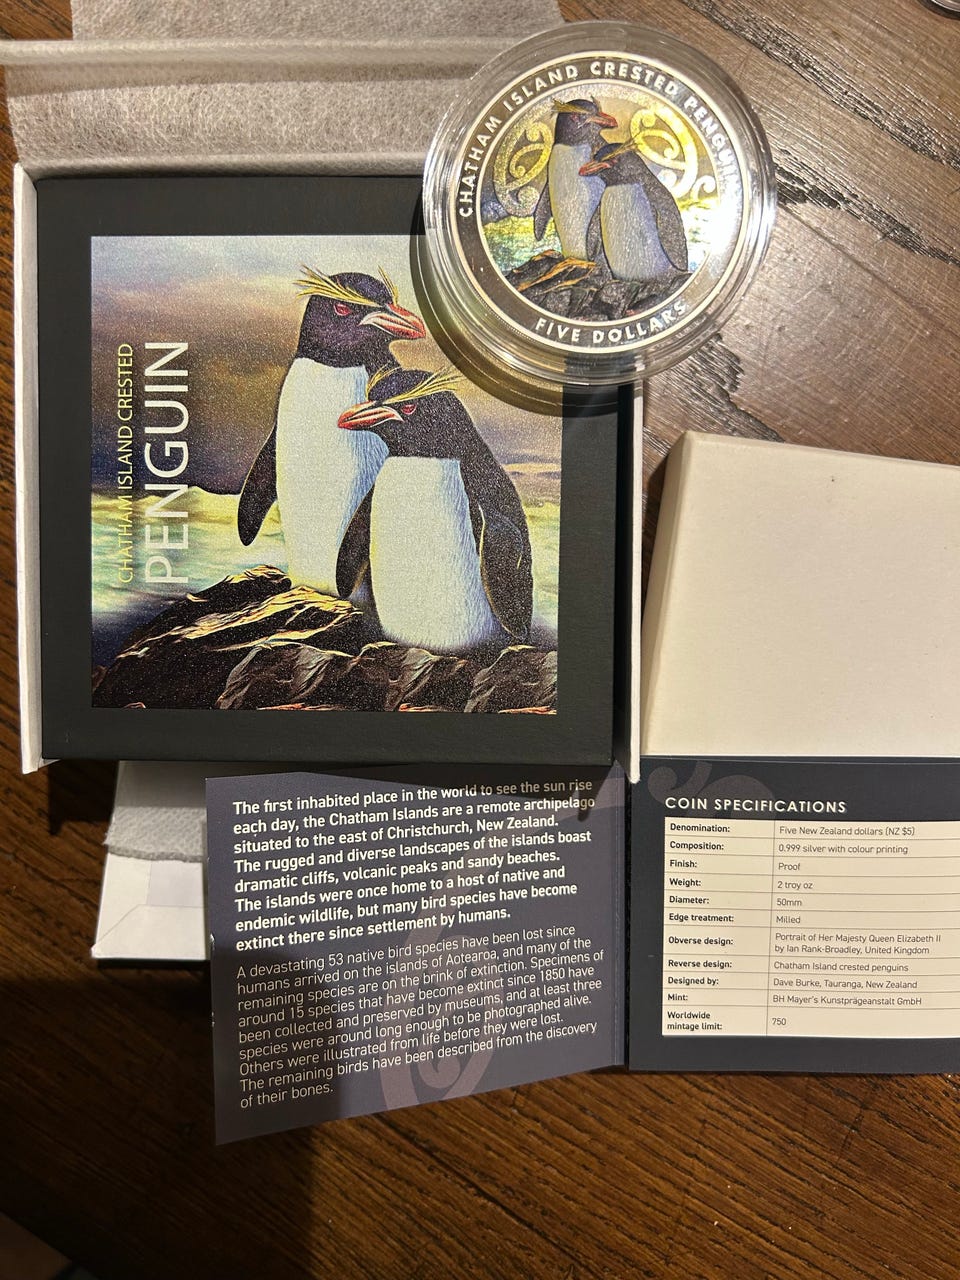 CHATHAM ISLAND CRESTED PENGUIN
FIVE DOLLARS
CHATHAM ISLAND CRESTED
PENGUIN
The first inhabited place in the world to see the sun rise
each day, the Chatham Islands are a remote archipelago
situated to the east of Christchurch, New Zealand.
The rugged and diverse landscapes of the islands boast
dramatic cliffs, volcanic peaks and sandy beaches.
The islands were once home to a host of native and
endemic wildlife, but many bird species have become
extinct there since settlement by humans.
A devastating 53 native bird species have been lost since
humans arrived on the islands of Aotearoa, and many of the
remaining species are on the brink of extinction. Specimens of
around 15 species that have become extinct since 1850 have
been collected and preserved by museums, and at least three
species were around long enough to be photographed alive.
Others were illustrated from life before they were lost.
The remaining birds have been described from the discovery
of their bones.
COIN SPECIFICATIONS
Denomination: Five New Zealand dollars (NZ $5)
Composition: 0.999 silver with colour printing
Finish: Proof
Weight: 2 troy oz
Diameter: 50mm
Edge treatment: Milled
Obverse design: Portrait of Her Majesty Queen Elizabeth II
by Ian Rank-Broadley, United Kingdom
Reverse design: Chatham Island crested penguins
Designed by: Dave Burke, Tauranga, New Zealand
Mint: BH Mayer's Kunstprägeanstalt GmbH
Worldwide
mintage limit: 750